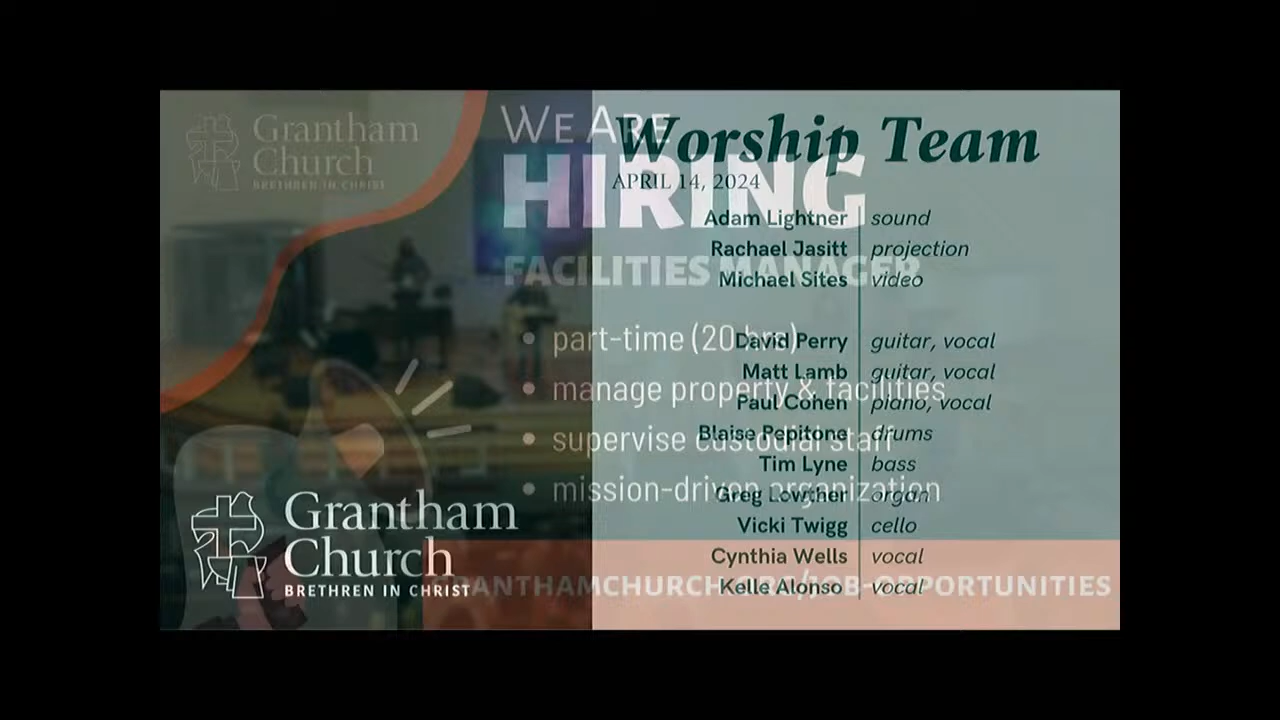 Grantham
Church
BRETHREN IN CHRIST
WE ARE
HIRING
FACILITIES MANAGER
• part-time (20 hrs)
• manage property & facilities
• supervise custodial staff
• mission-driven organization
GRANTHAMCHURCH.ORG/JOB-OPPORTUNITIES
Worship Team
APRIL 14, 2024
Adam Lightner sound
Rachael Jasitt projection
Michael Sites video
David Perry guitar, vocal
Matt Lamb guitar, vocal
Paul Cohen piano, vocal
Blaise Pepitone drums
Tim Lyne bass
Greg Lowther organ
Vicki Twigg cello
Cynthia Wells vocal
Kelle Alonso vocal
Grantham
Church
BRETHREN IN CHRIST